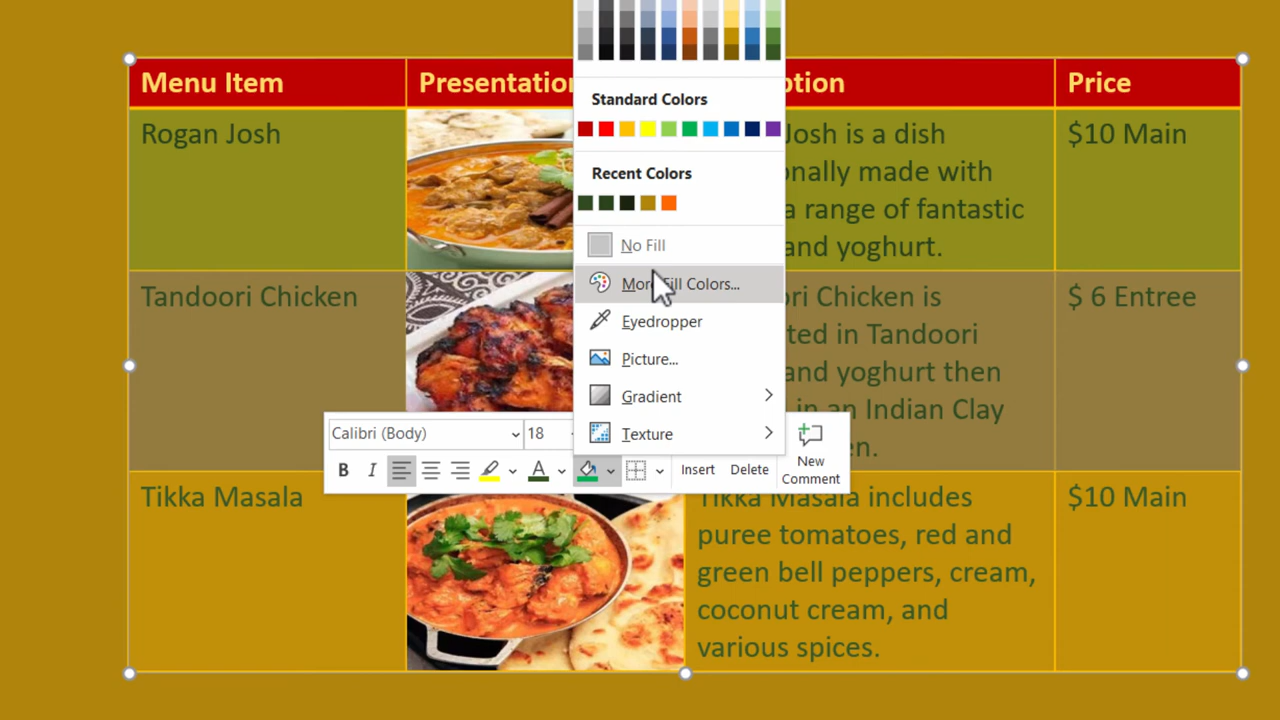 Menu Item
Presentation
ption
Price
Rogan Josh
Josh is a dish
onally made with
a range of fantastic
and yoghurt.
$10 Main
Standard Colors
Recent Colors
No Fill
More Fill Colors...
Eyedropper
Picture...
Gradient
Texture
Tandoori Chicken
ori Chicken is
ted in Tandoori
and yoghurt then
in an Indian Clay
en.
$ 6 Entree
Calibri (Body)
18
B
I
A
Insert
Delete
New
Comment
Tikka Masala
Tikka Masala includes
puree tomatoes, red and
green bell peppers, cream,
coconut cream, and
various spices.
$10 Main